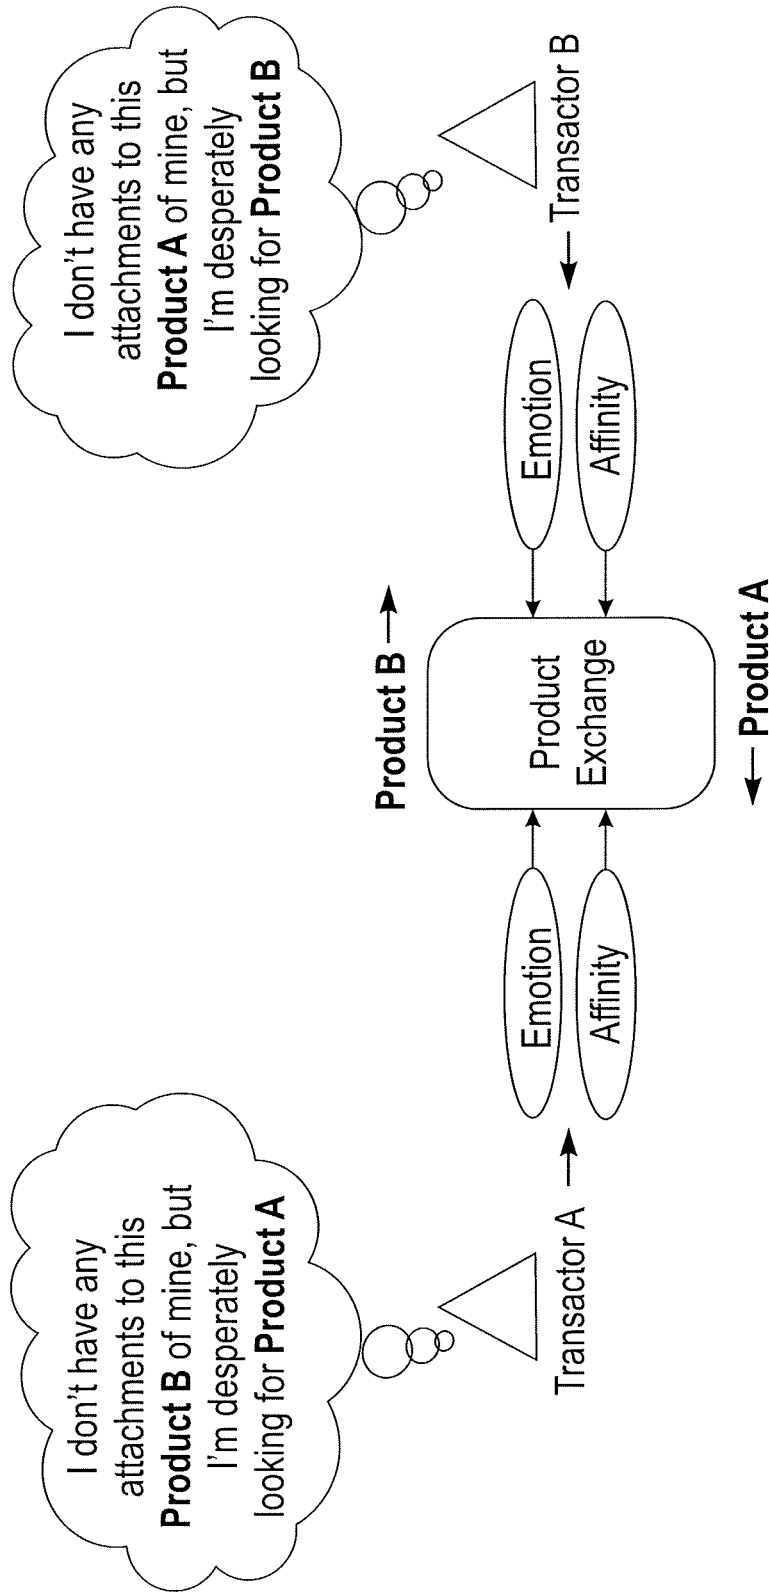 I don't have any
attachments to this
Product B of mine, but
I'm desperately
looking for Product A
I don't have any
attachments to this
Product A of mine, but
I'm desperately
looking for Product B
Product B
Transactor A
Emotion
Affinity
Product
Exchange
Emotion
Affinity
Transactor B
Product A